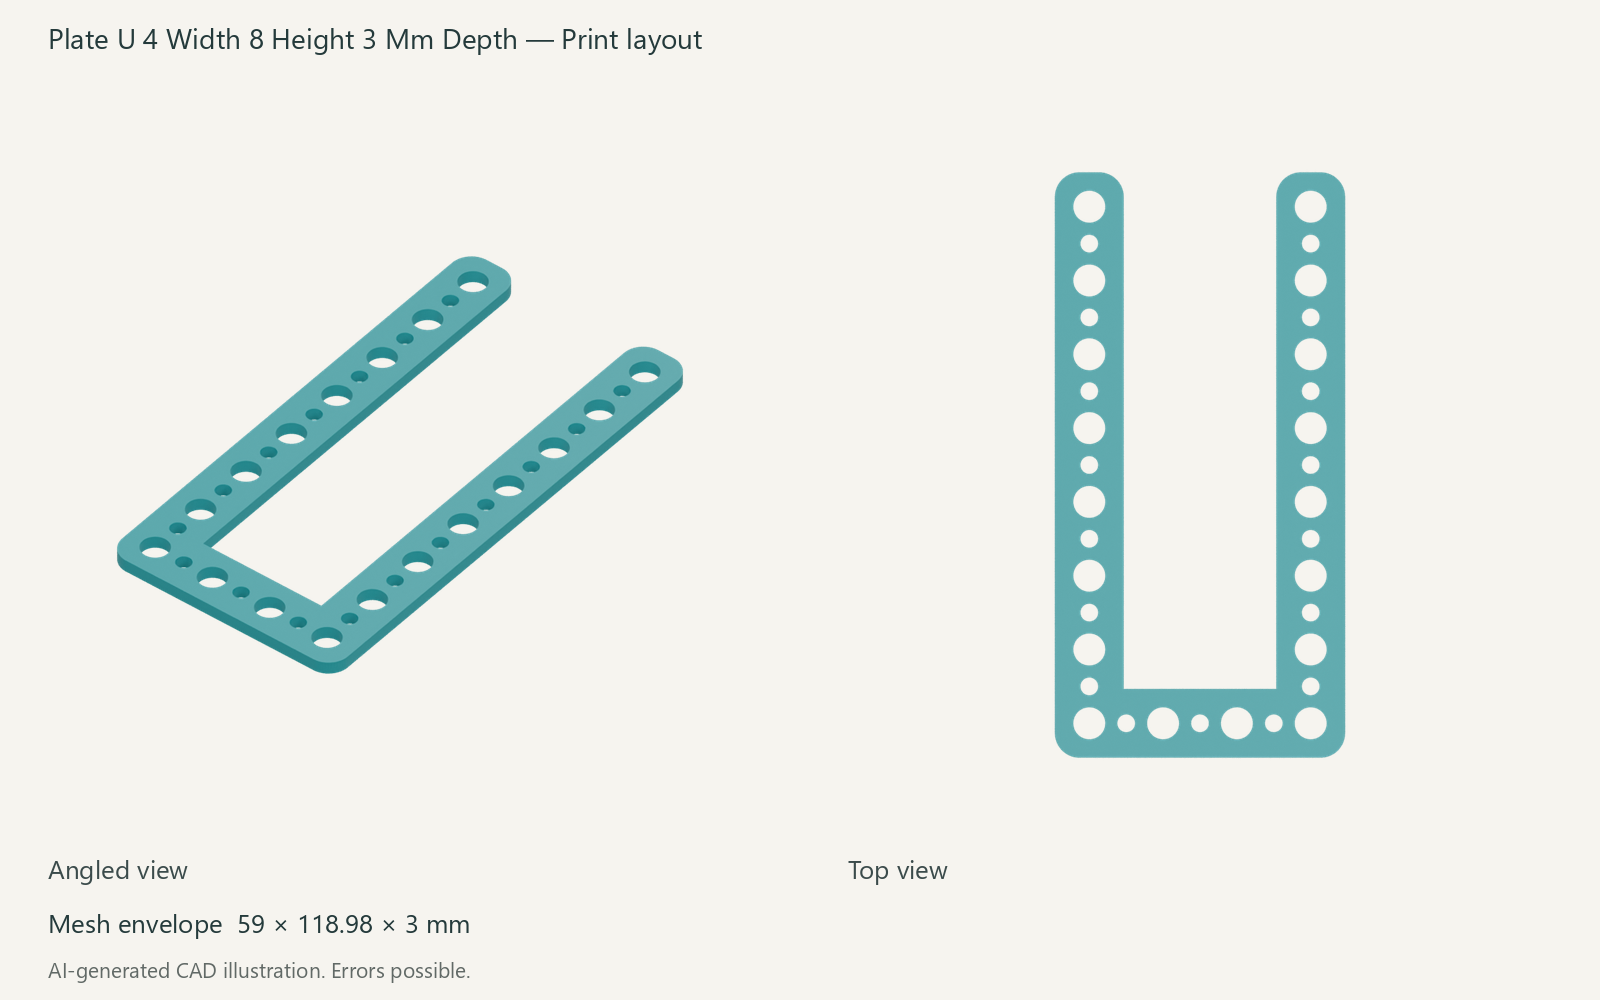 Plate U 4 Width 8 Height 3 Mm Depth — Print layout
Angled view
Top view
Mesh envelope 59 × 118.98 × 3 mm
AI-generated CAD illustration. Errors possible.